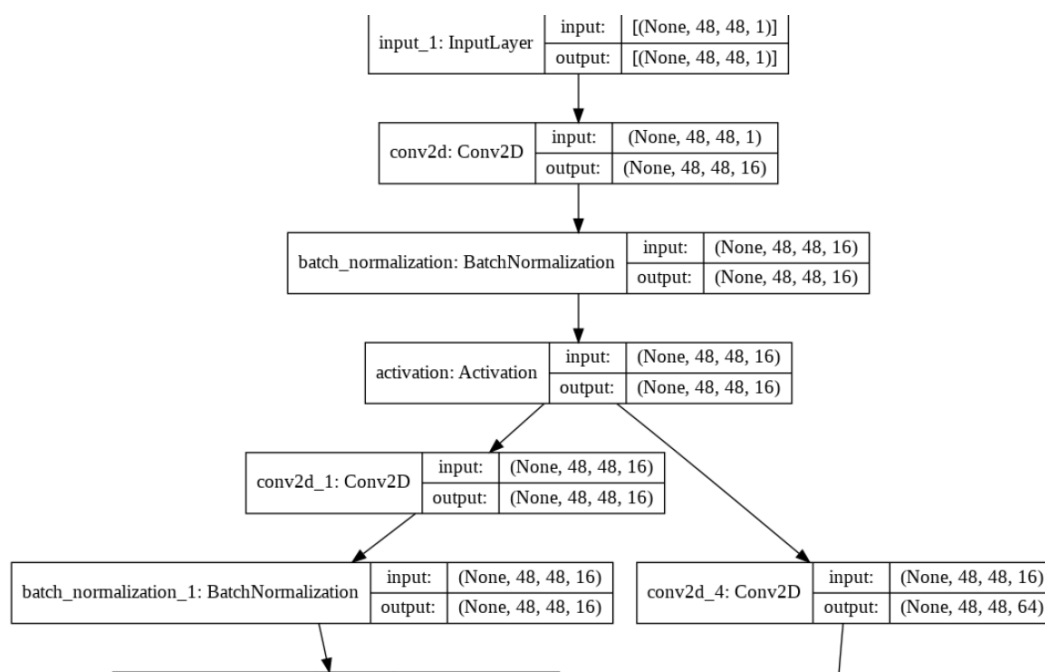 input_1: InputLayer
input: [(None, 48, 48, 1)]
output: [(None, 48, 48, 1)]
conv2d: Conv2D
input: (None, 48, 48, 1)
output: (None, 48, 48, 16)
batch_normalization: BatchNormalization
input: (None, 48, 48, 16)
output: (None, 48, 48, 16)
activation: Activation
input: (None, 48, 48, 16)
output: (None, 48, 48, 16)
conv2d_1: Conv2D
input: (None, 48, 48, 16)
output: (None, 48, 48, 16)
batch_normalization_1: BatchNormalization
input: (None, 48, 48, 16)
output: (None, 48, 48, 16)
conv2d_4: Conv2D
input: (None, 48, 48, 16)
output: (None, 48, 48, 64)